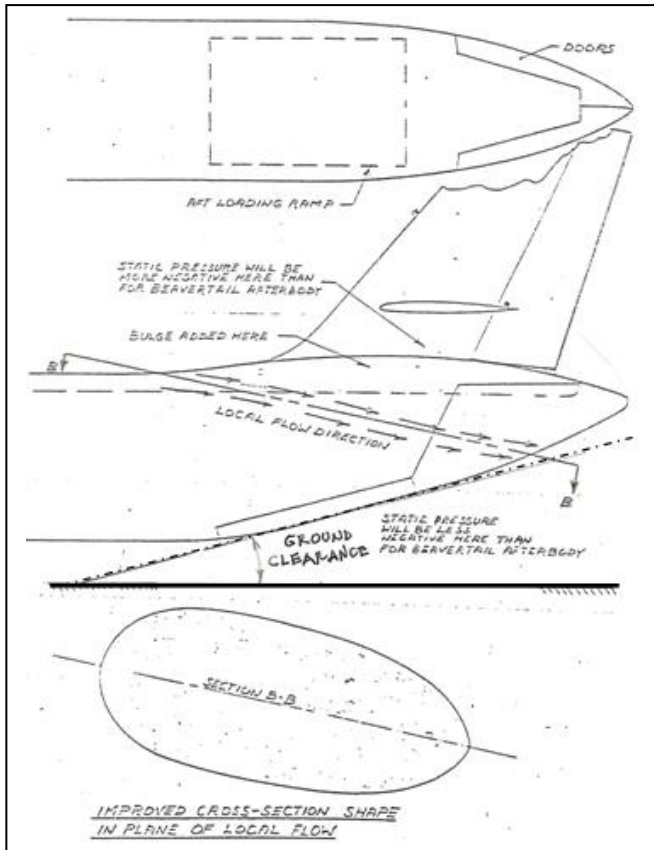 DOORS
AFT LOADING RAMP
STATIC PRESSURE WILL BE
MORE NEGATIVE HERE THAN
FOR BEAVERTAIL AFTERBODY
BULGE ADDED HERE
B
LOCAL FLOW DIRECTION
B
STATIC PRESSURE
WILL BE LESS
NEGATIVE HERE THAN
FOR BEAVERTAIL AFTERBODY
GROUND
CLEARANCE
SECTION B-B
IMPROVED CROSS-SECTION SHAPE
IN PLANE OF LOCAL FLOW